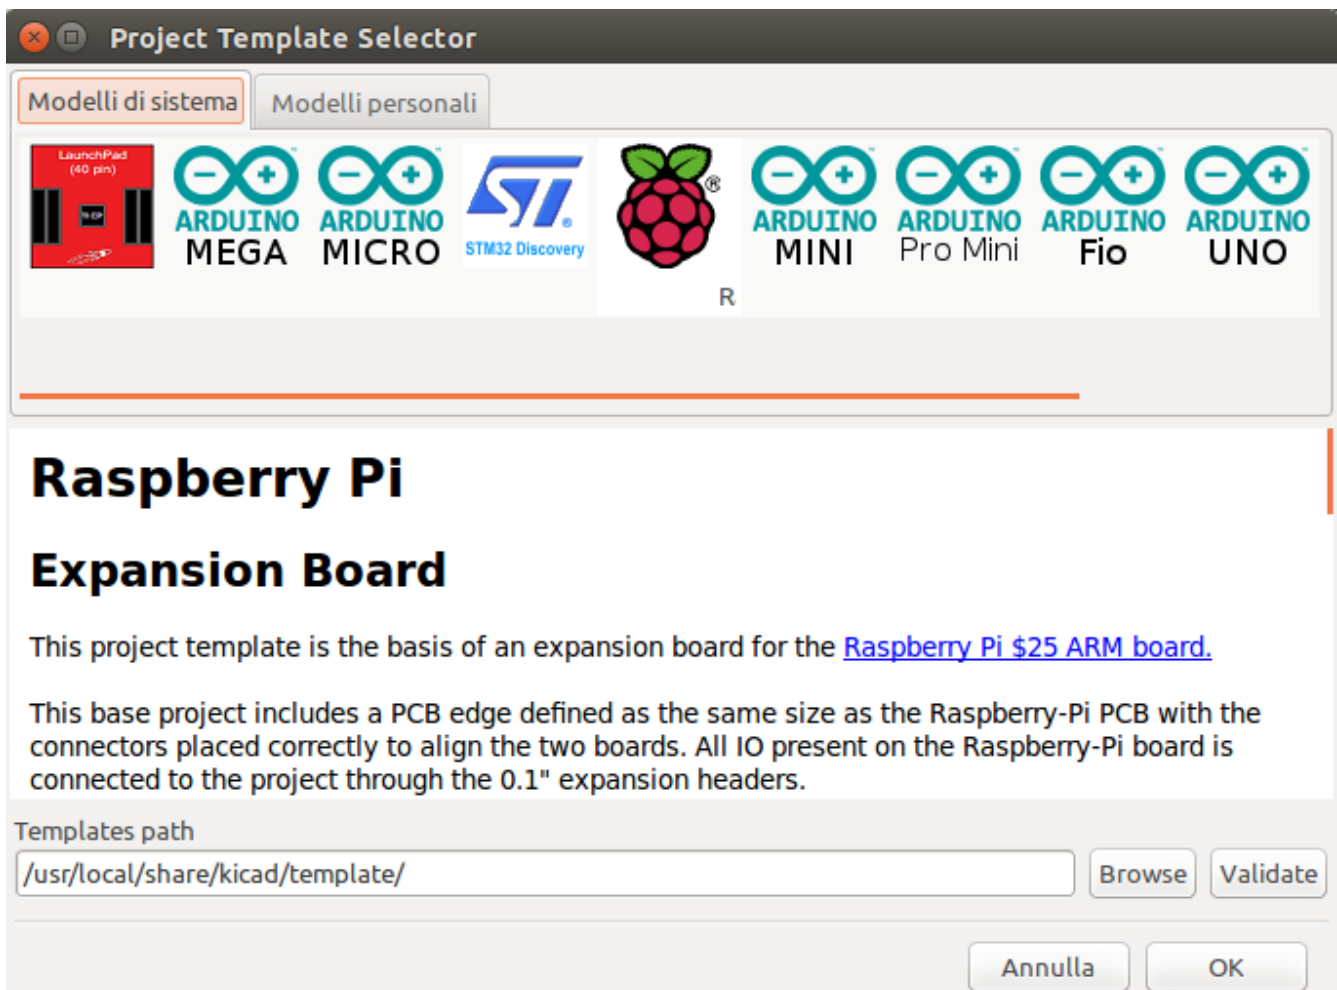 Project Template Selector
Modelli di sistema Modelli personali
LaunchPad
(40 pin)
ARDUINO
MEGA
ARDUINO
MICRO
ST
STM32 Discovery
®
R
ARDUINO
MINI
ARDUINO
Pro Mini
ARDUINO
Fio
ARDUINO
UNO
Raspberry Pi
Expansion Board
This project template is the basis of an expansion board for the Raspberry Pi $25 ARM board.
This base project includes a PCB edge defined as the same size as the Raspberry-Pi PCB with the
connectors placed correctly to align the two boards. All IO present on the Raspberry-Pi board is
connected to the project through the 0.1" expansion headers.
Templates path
/usr/local/share/kicad/template/ Browse Validate
Annulla OK